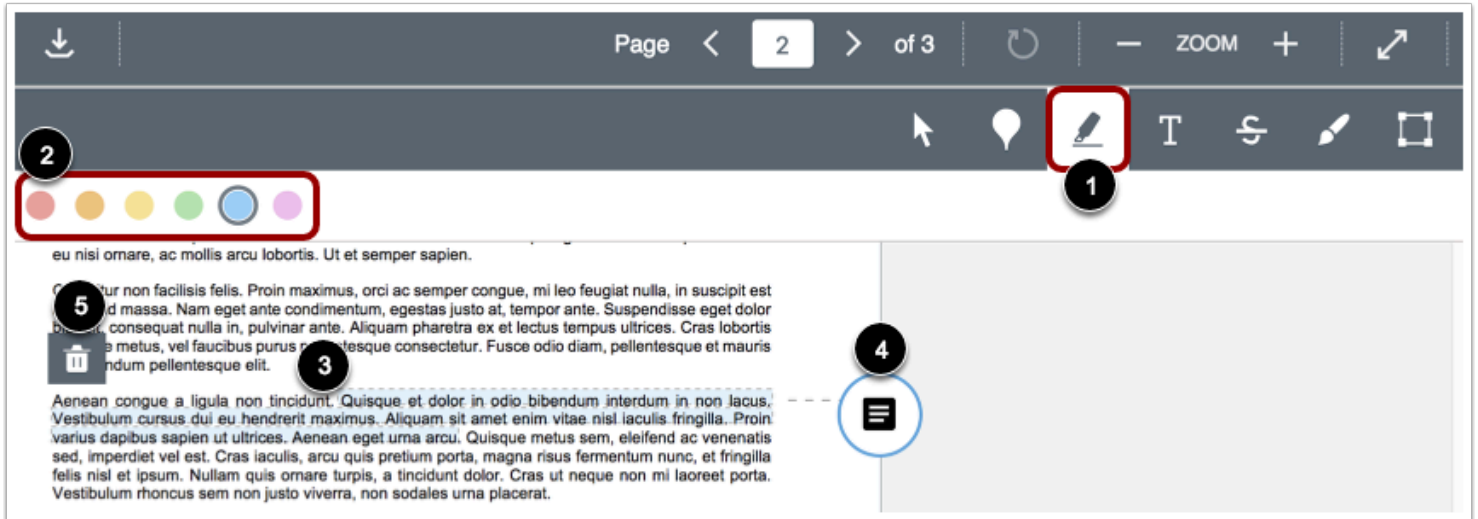 Page 2 of 3 ZOOM
T S
1
2
eu nisi ornare, ac mollis arcu lobortis. Ut et semper sapien.
5
tur non facilisis felis. Proin maximus, orci ac semper congue, mi leo feugiat nulla, in suscipit est
d massa. Nam eget ante condimentum, egestas justo at, tempor ante. Suspendisse eget dolor
consequat nulla in, pulvinar ante. Aliquam pharetra ex et lectus tempus ultrices. Cras lobortis
metus, vel faucibus purus consectetur. Fusce odio diam, pellentesque et mauris
ndum pellentesque elit.
3
4
Aenean congue a ligula non tincidunt. Quisque et dolor in odio bibendum interdum in non lacus.
Vestibulum cursus dui eu hendrerit maximus. Aliquam sit amet enim vitae nisl iaculis fringilla. Proin
varius dapibus sapien ut ultrices. Aenean eget urna arcu. Quisque metus sem, eleifend ac venenatis
sed, imperdiet vel est. Cras iaculis, arcu quis pretium porta, magna risus fermentum nunc, et fringilla
felis nisl et ipsum. Nullam quis ornare turpis, a tincidunt dolor. Cras ut neque non mi laoreet porta.
Vestibulum rhoncus sem non justo viverra, non sodales urna placerat.